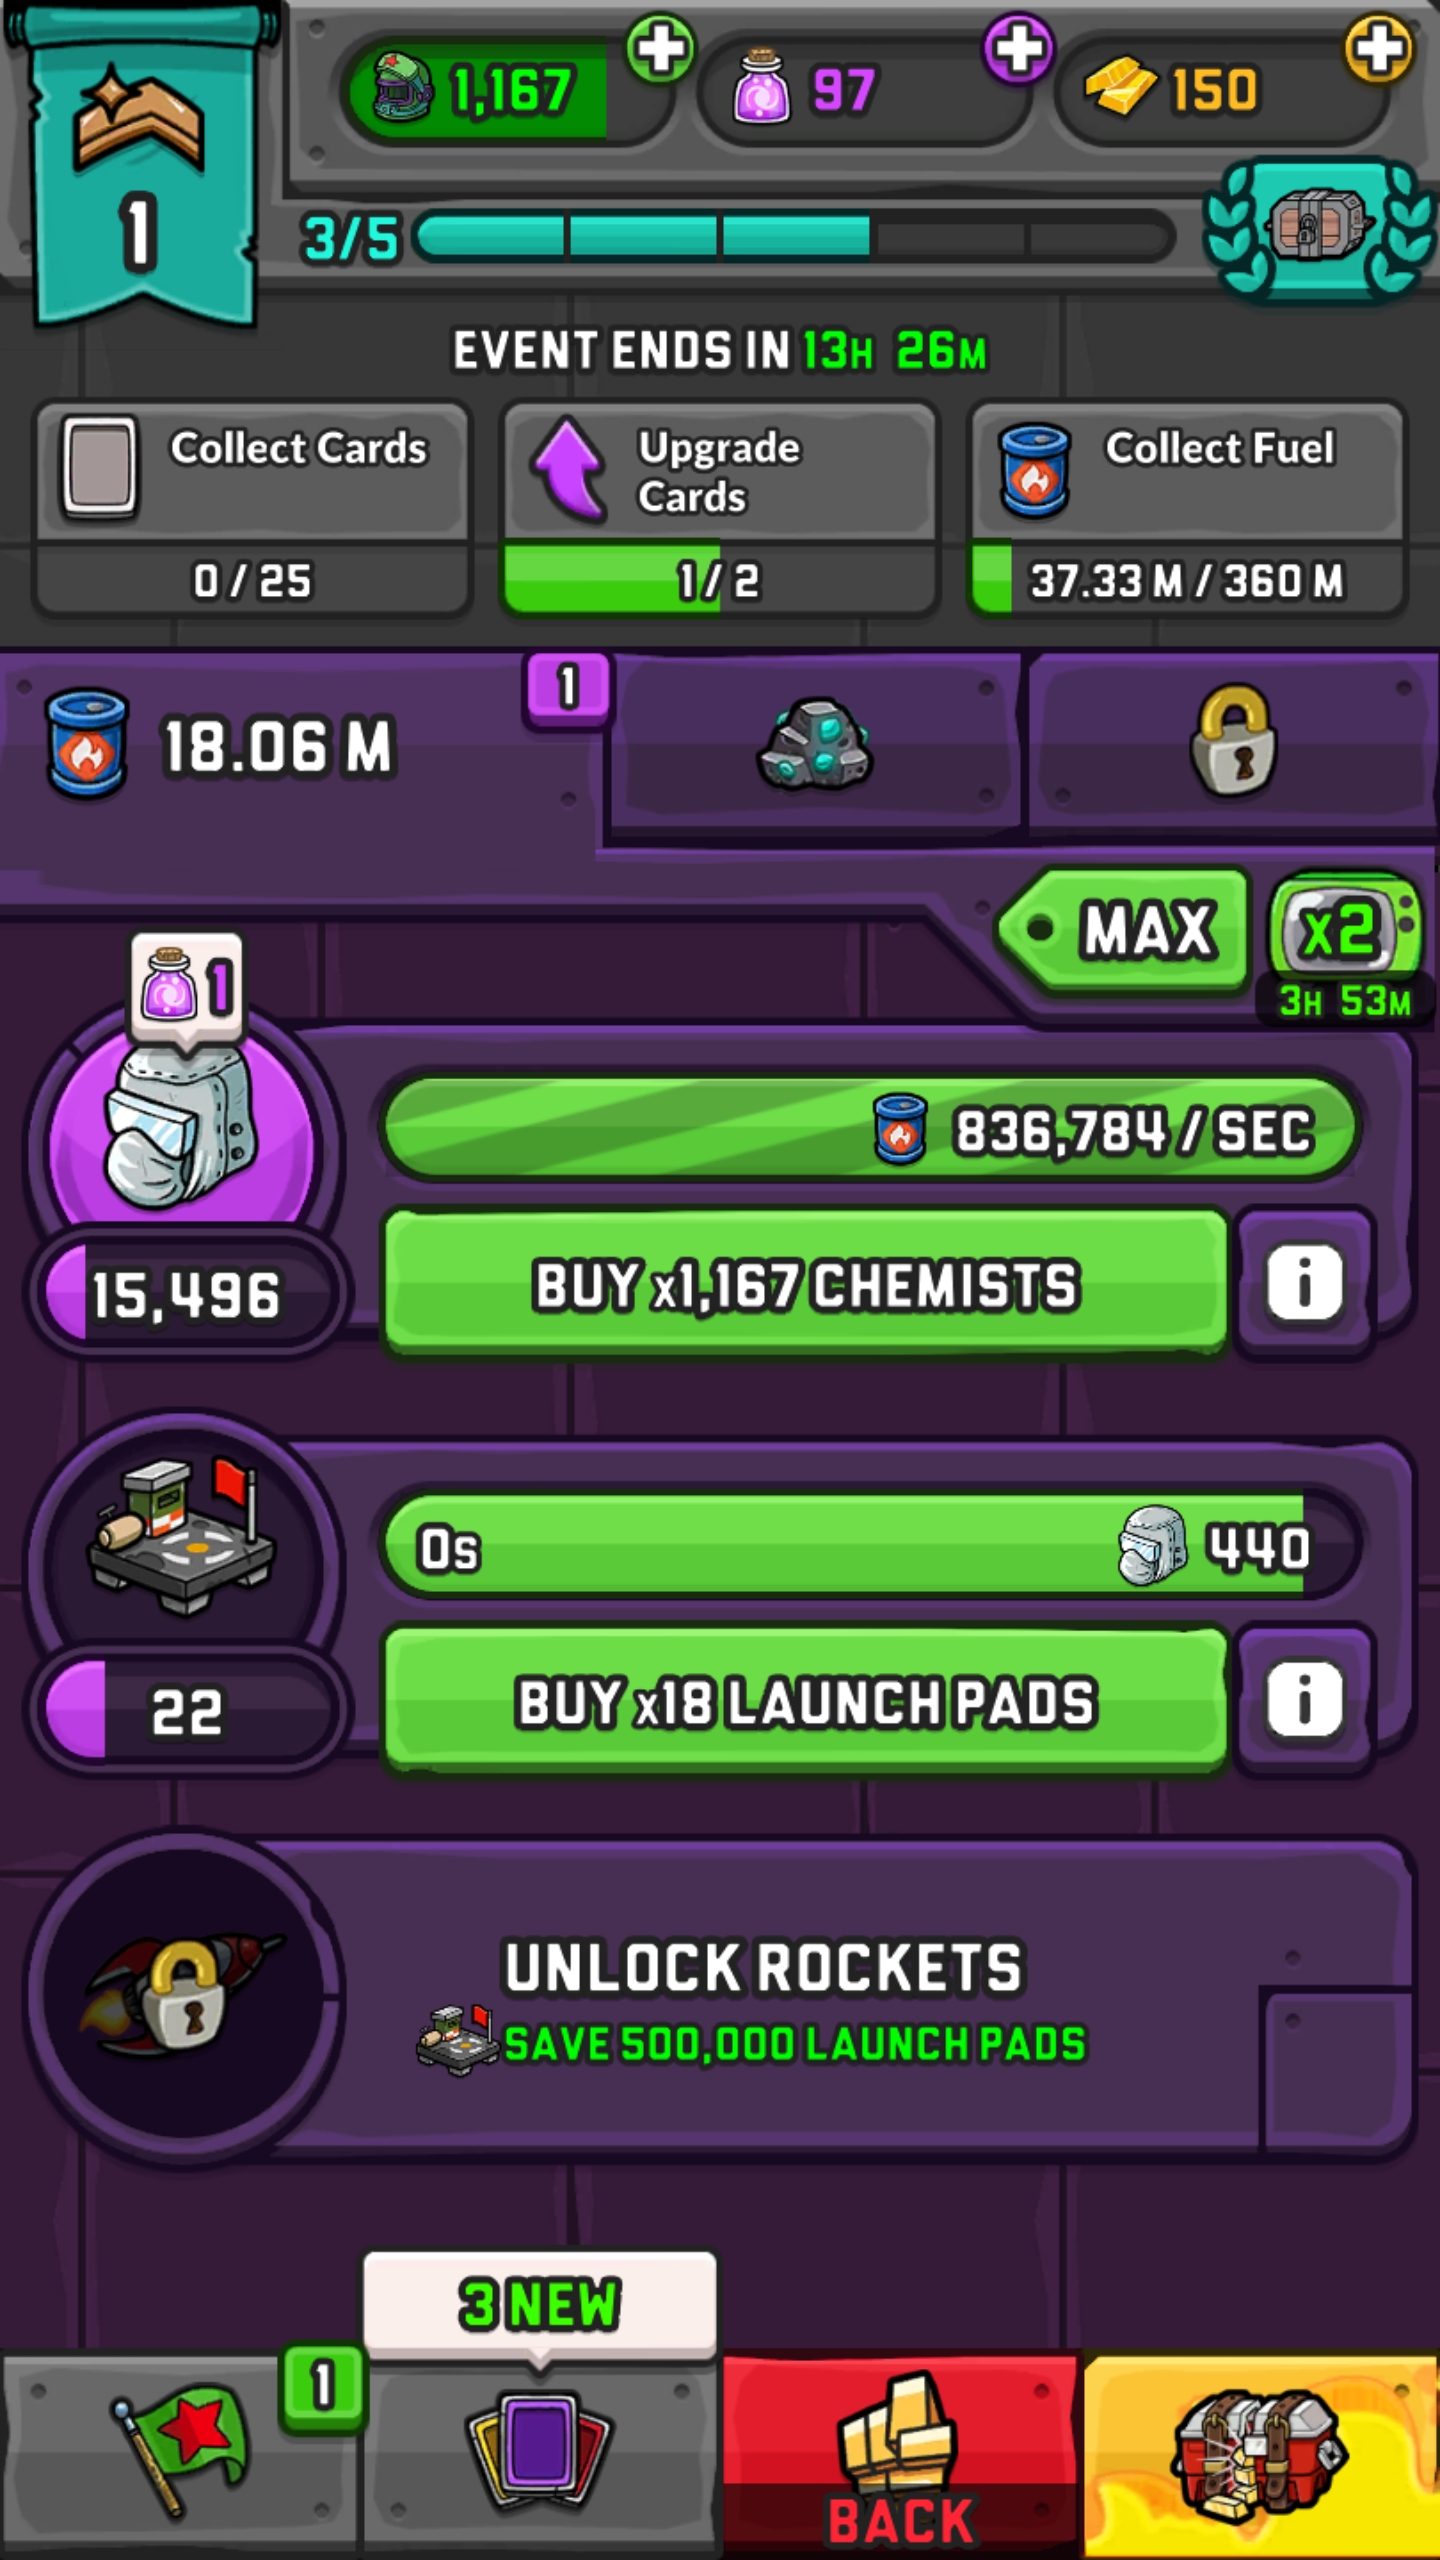 1,167
97
150
1
3/5
EVENT ENDS IN 13H 26M
Collect Cards
0 / 25
Upgrade
Cards
1 / 2
Collect Fuel
37.33 M / 360 M
18.06 M
1
MAX
x2
3H 53M
1
836,784 / SEC
15,496
BUY x1,167 CHEMISTS
i
0s
440
22
BUY x18 LAUNCH PADS
i
UNLOCK ROCKETS
SAVE 500,000 LAUNCH PADS
3 NEW
1
BACK